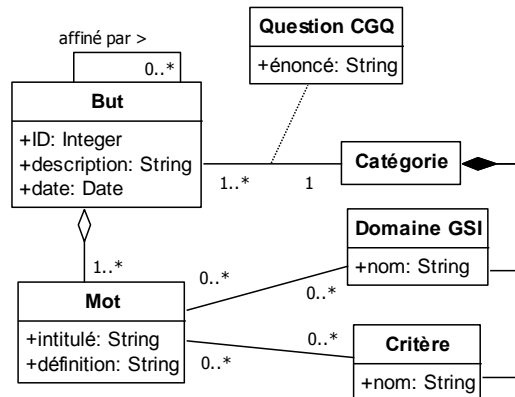 affiné par >
0..*
Question CGQ
+énoncé: String
But
+ID: Integer
+description: String
+date: Date
1..*
1
Catégorie
1..*
0..*
Domaine GSI
+nom: String
0..*
Mot
+intitulé: String
+définition: String
0..*
0..*
Critère
+nom: String